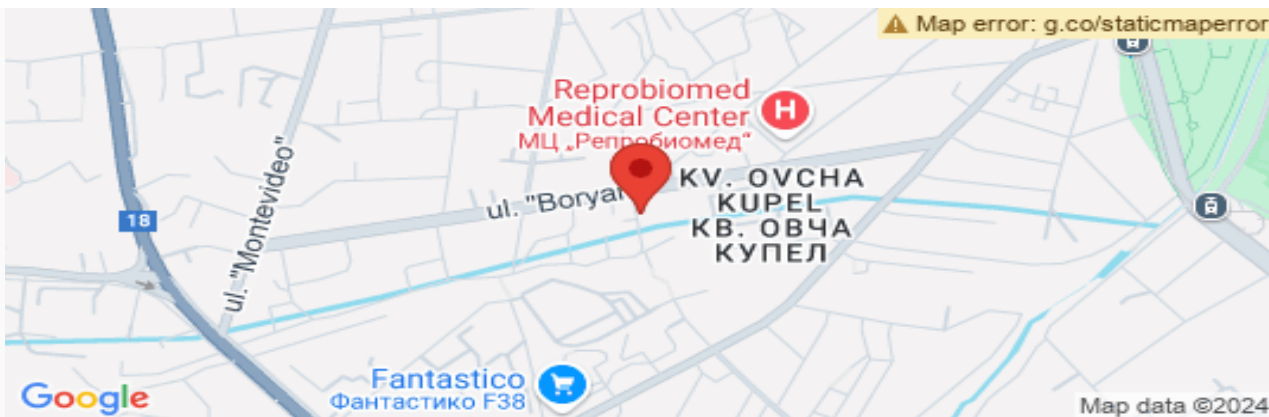 Map error: g.co/staticmaperror
Reprobiomed
Medical Center
МЦ „Репробиомед“
ul. "Montevideo"
18
ul. "Boryan
KV. OVCHA
KUPEL
КВ. ОВЧА
КУПЕЛ
Fantastico
Фантастико F38
Google
Map data ©2024